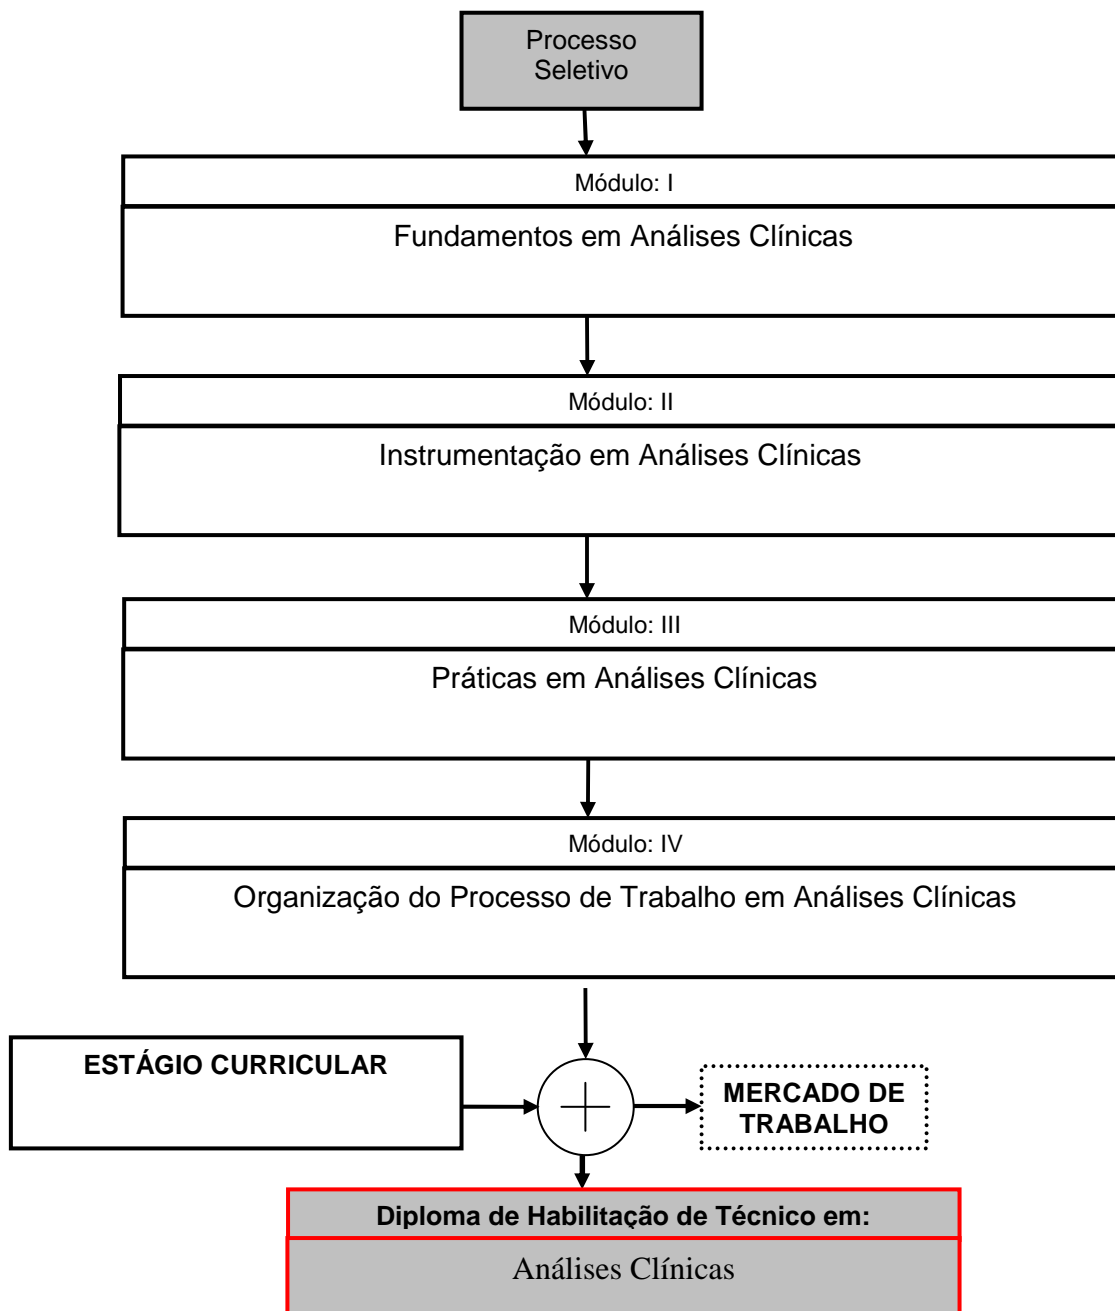 Processo
Seletivo
Módulo: I
Fundamentos em Análises Clínicas
Módulo: II
Instrumentação em Análises Clínicas
Módulo: III
Práticas em Análises Clínicas
Módulo: IV
Organização do Processo de Trabalho em Análises Clínicas
ESTÁGIO CURRICULAR
MERCADO DE
TRABALHO
Diploma de Habilitação de Técnico em:
Análises Clínicas